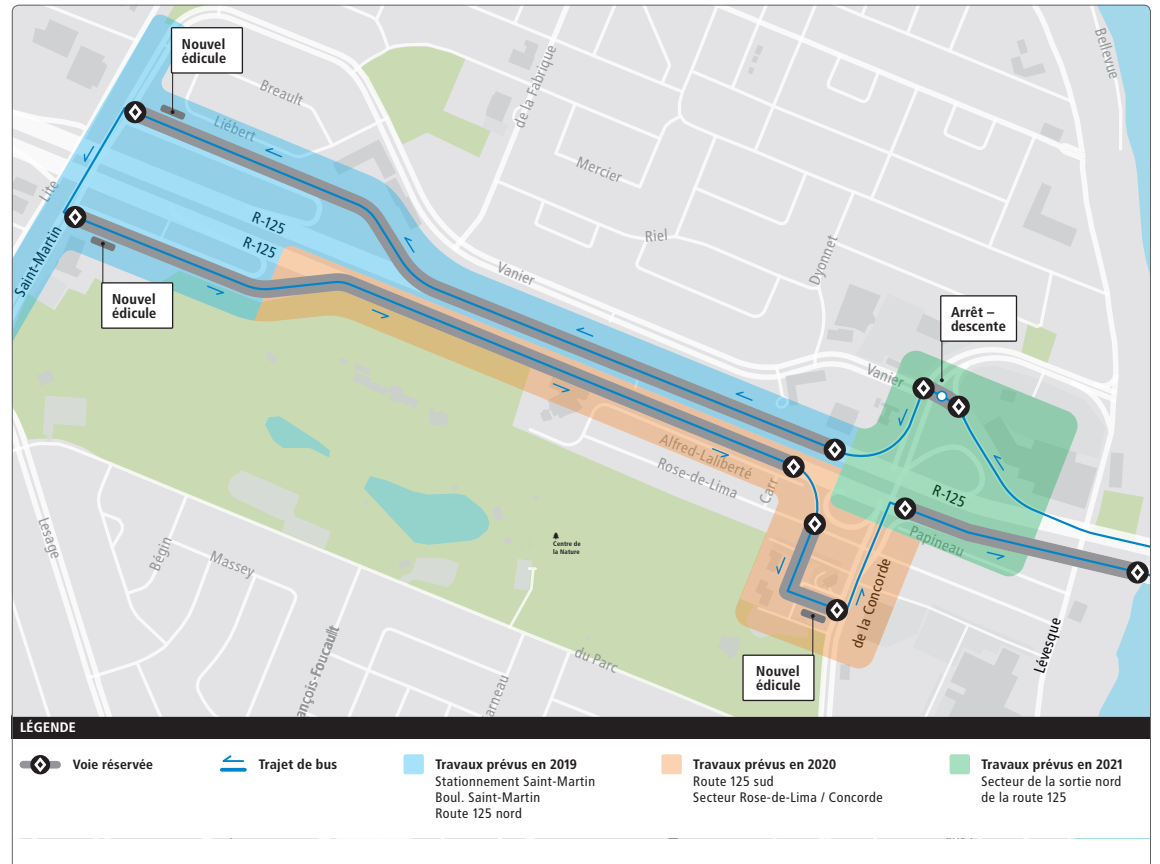 Nouvel
édicule
Breault
Liébert
de la Fabrique
Bellevue
Mercier
Lite
R-125
R-125
Saint-Martin
Riel
Dyonnet
Vanier
Nouvel
édicule
Arrêt –
descente
Vanier
Alfred-Laliberté
Rose-de-Lima
Carr
R-125
Papineau
Centre de
la Nature
Lesage
Bégin
Massey
de la Concorde
Lévesque
du Parc
ançois-Foucault
arneau
Nouvel
édicule
LÉGENDE
Voie réservée
Trajet de bus
Travaux prévus en 2019
Stationnement Saint-Martin
Boul. Saint-Martin
Route 125 nord
Travaux prévus en 2020
Route 125 sud
Secteur Rose-de-Lima / Concorde
Travaux prévus en 2021
Secteur de la sortie nord
de la route 125